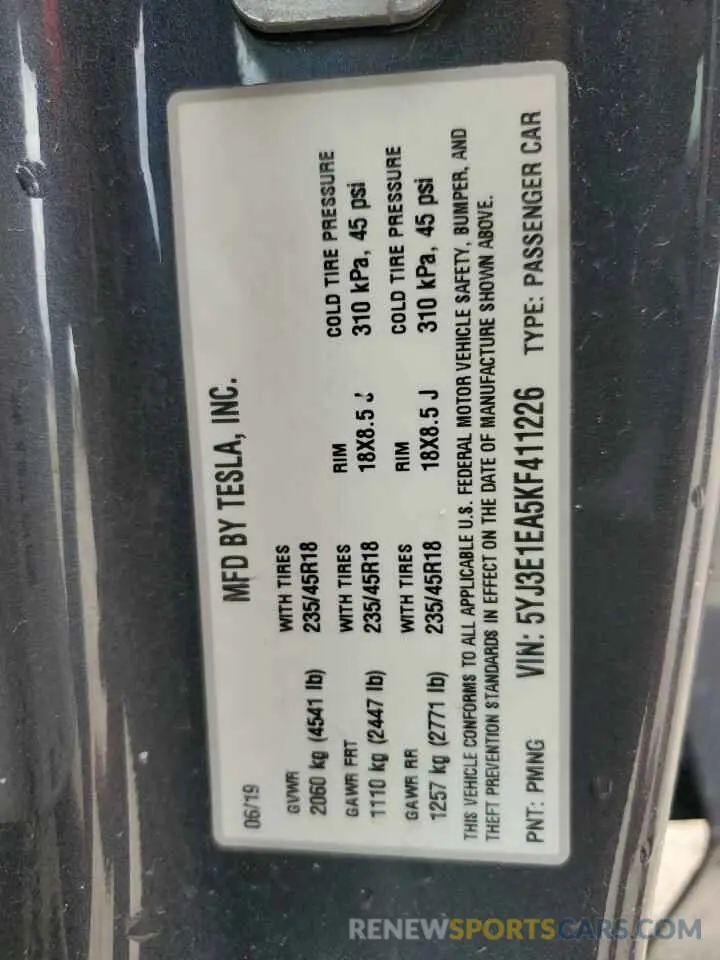 MFD BY TESLA, INC.
06/19
GVWR WITH TIRES
2060 kg (4541 lb) 235/45R18
GAWR FRT WITH TIRES RIM COLD TIRE PRESSURE
1110 kg (2447 lb) 235/45R18 18X8.5 J 310 kPa, 45 psi
GAWR RR WITH TIRES RIM COLD TIRE PRESSURE
1257 kg (2771 lb) 235/45R18 18X8.5 J 310 kPa, 45 psi
THIS VEHICLE CONFORMS TO ALL APPLICABLE U.S. FEDERAL MOTOR VEHICLE SAFETY, BUMPER, AND
THEFT PREVENTION STANDARDS IN EFFECT ON THE DATE OF MANUFACTURE SHOWN ABOVE.
PNT: PMNG VIN: 5YJ3E1EA5KF411226 TYPE: PASSENGER CAR
RENEWSPORTSCARS.COM